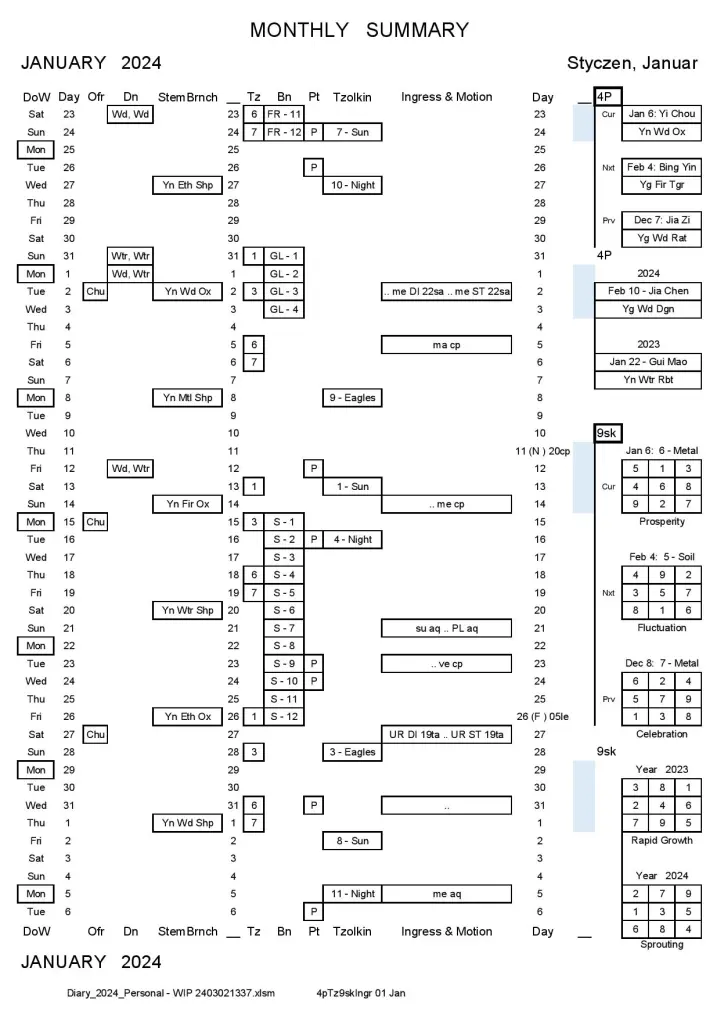 MONTHLY SUMMARY
JANUARY 2024 Styczen, Januar
DoW Day Ofr Dn StemBrnch __ Tz Bn Pt Tzolkin Ingress & Motion Day __ 4P
Sat 23 Wd, Wd 23 6 FR - 11 23 Cur Jan 6: Yi Chou
Sun 24 24 7 FR - 12 P 7 - Sun 24 Yn Wd Ox
Mon 25 25 25
Tue 26 26 P 26 Nxt Feb 4: Bing Yin
Wed 27 Yn Eth Shp 27 10 - Night 27 Yg Fir Tgr
Thu 28 28 28
Fri 29 29 29 Prv Dec 7: Jia Zi
Sat 30 30 30 Yg Wd Rat
Sun 31 Wtr, Wtr 31 1 GL - 1 31 4P
Mon 1 Wd, Wtr 1 GL - 2 1 2024
Tue 2 Chu Yn Wd Ox 2 3 GL - 3 .. me DI 22sa .. me ST 22sa 2 Feb 10 - Jia Chen
Wed 3 3 GL - 4 3 Yg Wd Dgn
Thu 4 4 4
Fri 5 5 6 ma cp 5 2023
Sat 6 6 7 6 Jan 22 - Gui Mao
Sun 7 7 7 Yn Wtr Rbt
Mon 8 Yn Mtl Shp 8 9 - Eagles 8
Tue 9 9 9
Wed 10 10 10 9sk
Thu 11 11 11 (N ) 20cp Jan 6: 6 - Metal
Fri 12 Wd, Wtr 12 P 12 5 1 3
Sat 13 13 1 1 - Sun 13 Cur 4 6 8
Sun 14 Yn Fir Ox 14 .. me cp 14 9 2 7
Mon 15 Chu 15 3 S - 1 15 Prosperity
Tue 16 16 S - 2 P 4 - Night 16
Wed 17 17 S - 3 17 Feb 4: 5 - Soil
Thu 18 18 6 S - 4 18 4 9 2
Fri 19 19 7 S - 5 19 Nxt 3 5 7
Sat 20 Yn Wtr Shp 20 S - 6 20 8 1 6
Sun 21 21 S - 7 su aq .. PL aq 21 Fluctuation
Mon 22 22 S - 8 22
Tue 23 23 S - 9 P .. ve cp 23 Dec 8: 7 - Metal
Wed 24 24 S - 10 P 24 6 2 4
Thu 25 25 S - 11 25 Prv 5 7 9
Fri 26 Yn Eth Ox 26 1 S - 12 26 (F ) 05le 1 3 8
Sat 27 Chu 27 UR DI 19ta .. UR ST 19ta 27 Celebration
Sun 28 28 3 3 - Eagles 28 9sk
Mon 29 29 29 Year 2023
Tue 30 30 30 3 8 1
Wed 31 31 6 P .. 31 2 4 6
Thu 1 Yn Wd Shp 1 7 1 7 9 5
Fri 2 2 8 - Sun 2 Rapid Growth
Sat 3 3 3
Sun 4 4 4 Year 2024
Mon 5 5 11 - Night me aq 5 2 7 9
Tue 6 6 P 6 1 3 5
DoW Ofr Dn StemBrnch __ Tz Bn Pt Tzolkin Ingress & Motion Day __ 6 8 4
Sprouting
JANUARY 2024
Diary_2024_Personal - WIP 2403021337.xlsm 4pTz9skIngr 01 Jan